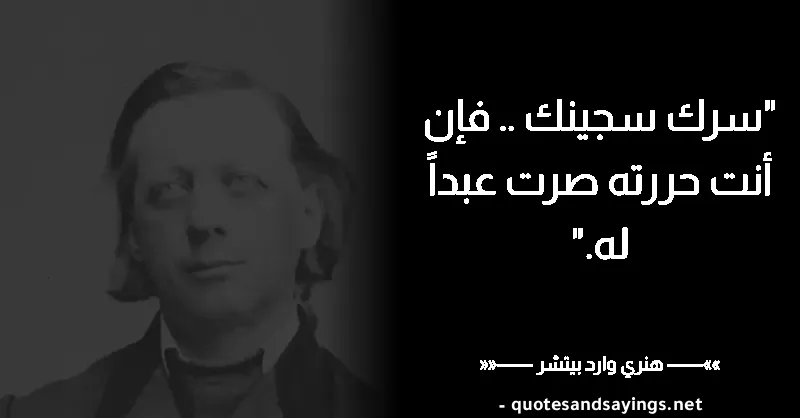 "سرك سجينك .. فإن
أنت حررته صرت عبداً
له."
»»—— هنري وارد بيتشر ——««
- quotesandsayings.net